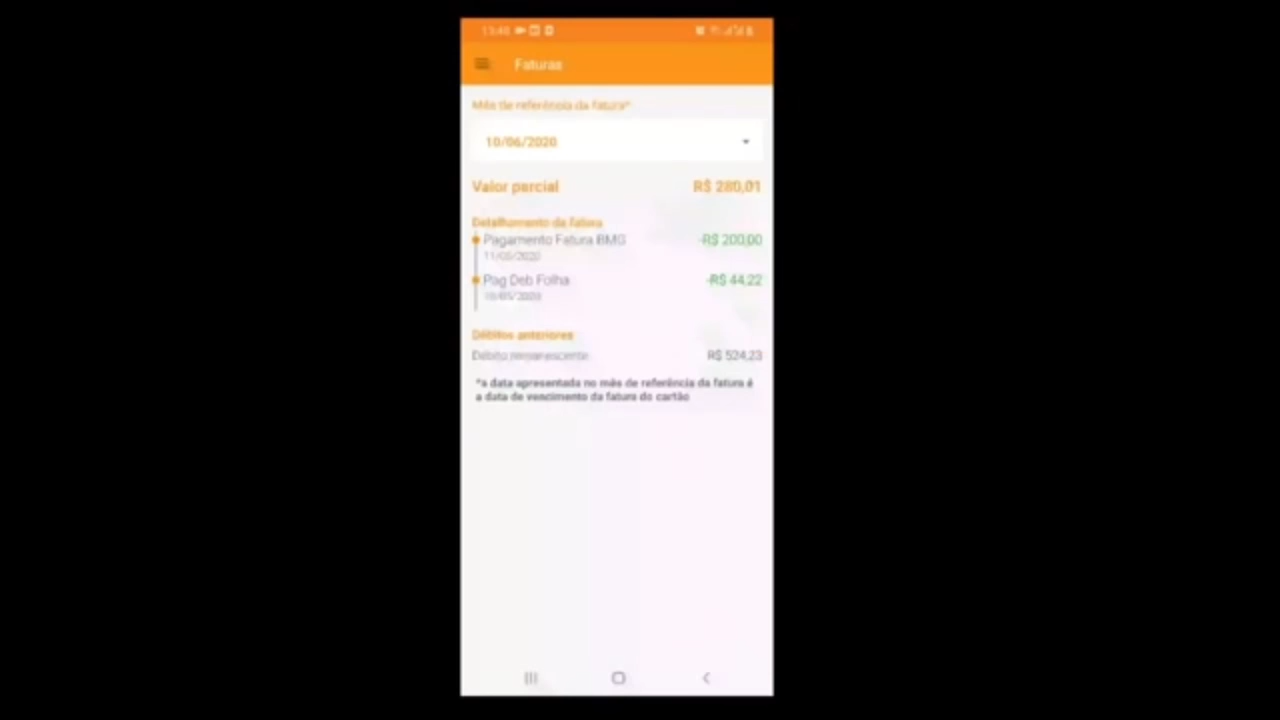 13:40
Faturas
Mês de referência da fatura*
10/06/2020
Valor parcial R$ 280,01
Detalhamento da fatura
Pagamento Fatura BMG -R$ 200,00
11/05/2020
Pag Deb Folha -R$ 44,22
10/05/2020
Débitos anteriores
Débito remanescente R$ 524,23
*a data apresentada no mês de referência da fatura é
a data de vencimento da fatura do cartão